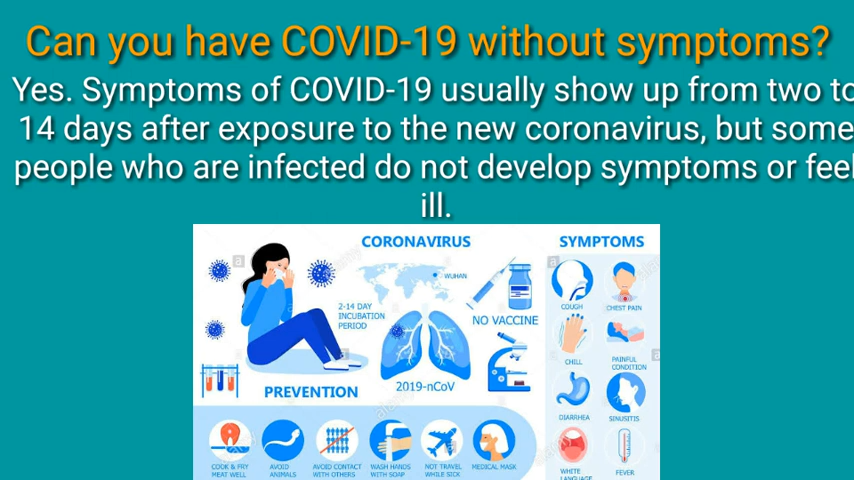 Can you have COVID-19 without symptoms?
Yes. Symptoms of COVID-19 usually show up from two to
14 days after exposure to the new coronavirus, but some
people who are infected do not develop symptoms or feel
ill.
CORONAVIRUS
SYMPTOMS
WUHAN
2-14 DAY
INCUBATION
PERIOD
NO VACCINE
2019-nCoV
COUGH
CHEST PAIN
CHILL
PAINFUL
CONDITION
DIARRHEA
SINUSITIS
WHITE
LANGUAGE
FEVER
PREVENTION
COOK & FRY
MEAT WELL
AVOID
ANIMALS
AVOID CONTACT
WITH OTHERS
WASH HANDS
WITH SOAP
NOT TRAVEL
WHILE SICK
MEDICAL MASK